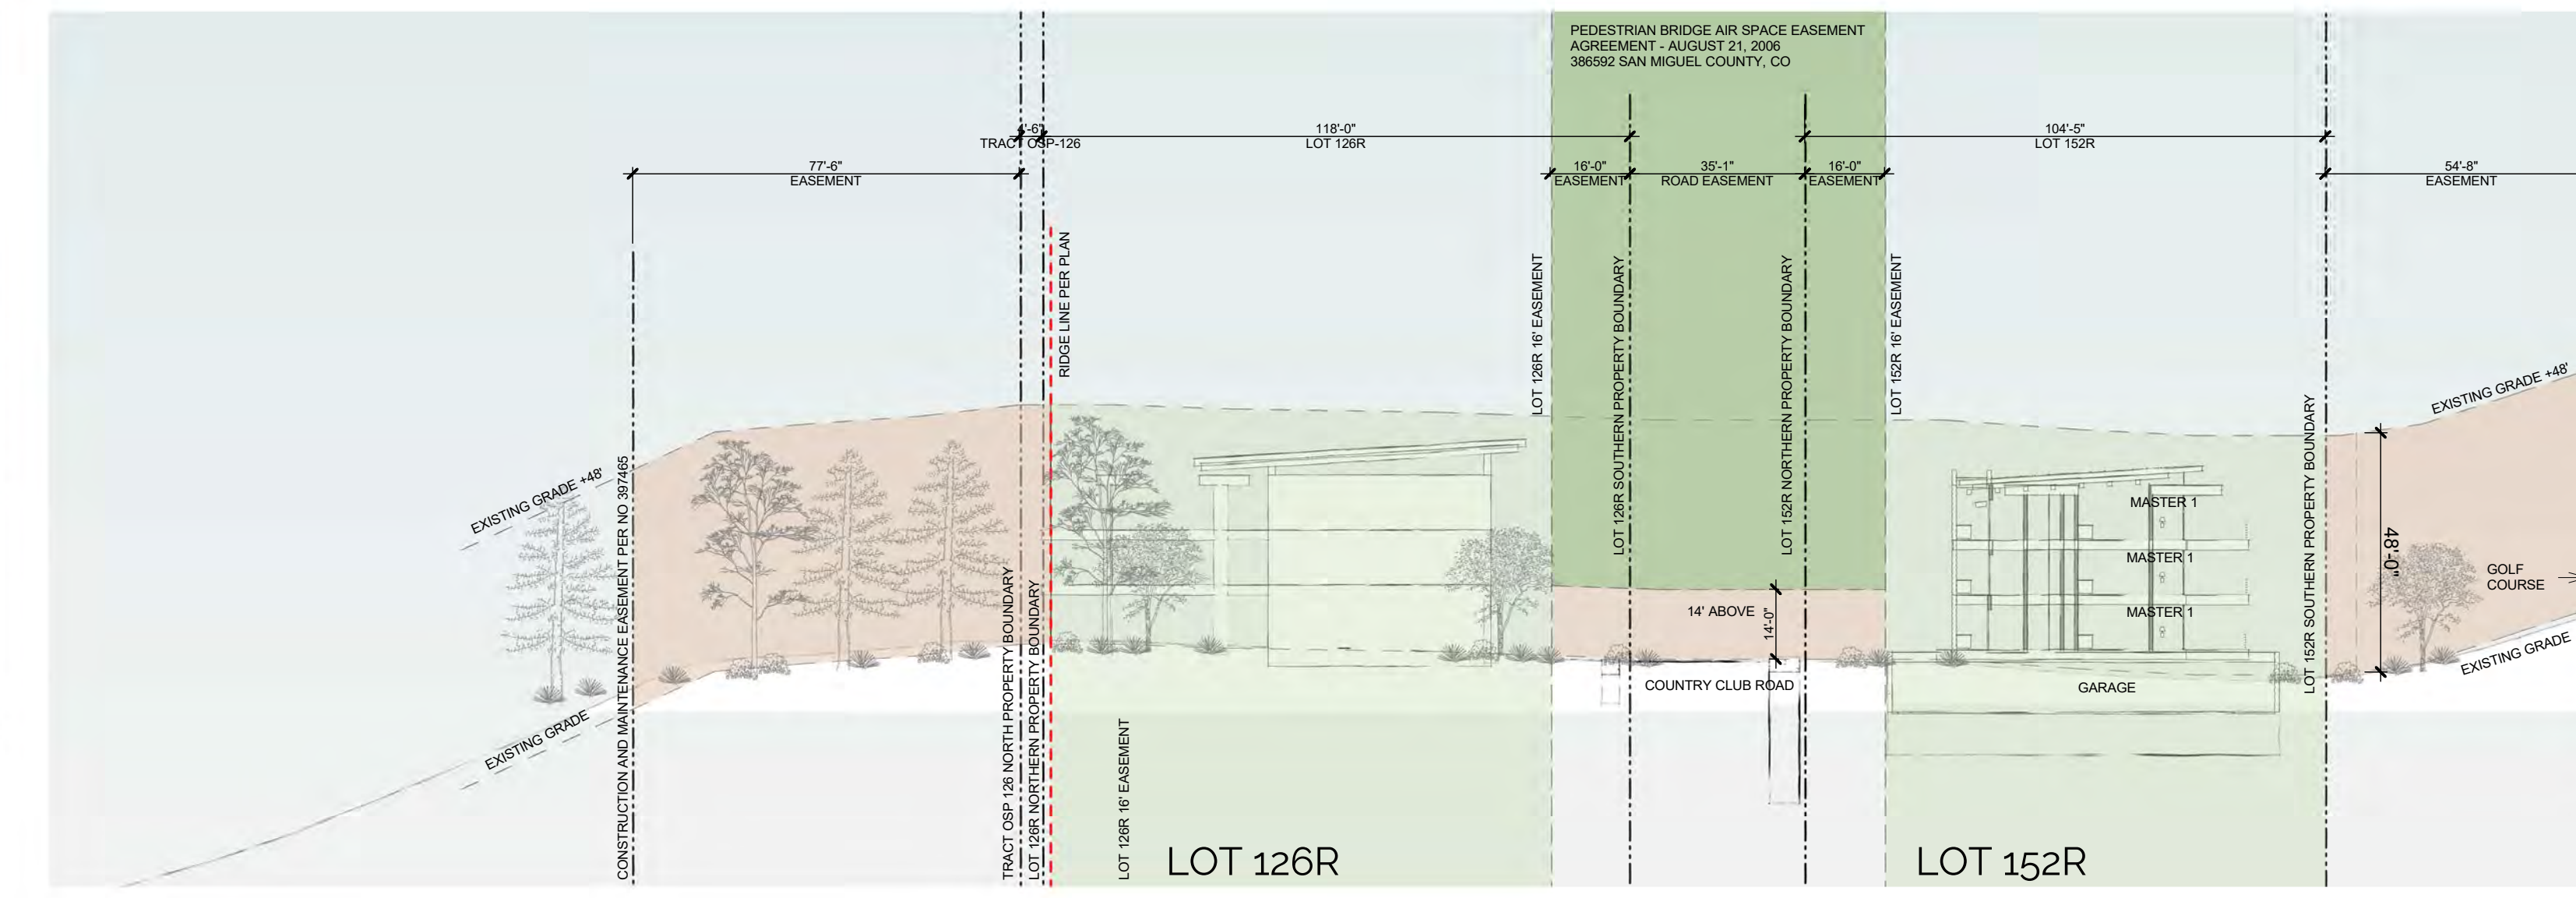 PEDESTRIAN BRIDGE AIR SPACE EASEMENT
AGREEMENT - AUGUST 21, 2006
386592 SAN MIGUEL COUNTY, CO
4'-6"
TRACT OSP-126
118'-0"
LOT 126R
104'-5"
LOT 152R
77'-6"
EASEMENT
16'-0"
EASEMENT
35'-1"
ROAD EASEMENT
16'-0"
EASEMENT
54'-8"
EASEMENT
RIDGE LINE PER PLAN
LOT 126R 16' EASEMENT
LOT 126R SOUTHERN PROPERTY BOUNDARY
LOT 152R NORTHERN PROPERTY BOUNDARY
LOT 152R 16' EASEMENT
EXISTING GRADE +48'
EXISTING GRADE +48'
CONSTRUCTION AND MAINTENANCE EASEMENT PER NO 397465
TRACT OSP 126 NORTH PROPERTY BOUNDARY
LOT 126R NORTHERN PROPERTY BOUNDARY
LOT 152R SOUTHERN PROPERTY BOUNDARY
MASTER 1
MASTER 1
MASTER 1
48'-0"
GOLF
COURSE
14' ABOVE
14'-0"
COUNTRY CLUB ROAD
GARAGE
EXISTING GRADE
EXISTING GRADE
LOT 126R 16' EASEMENT
LOT 126R
LOT 152R